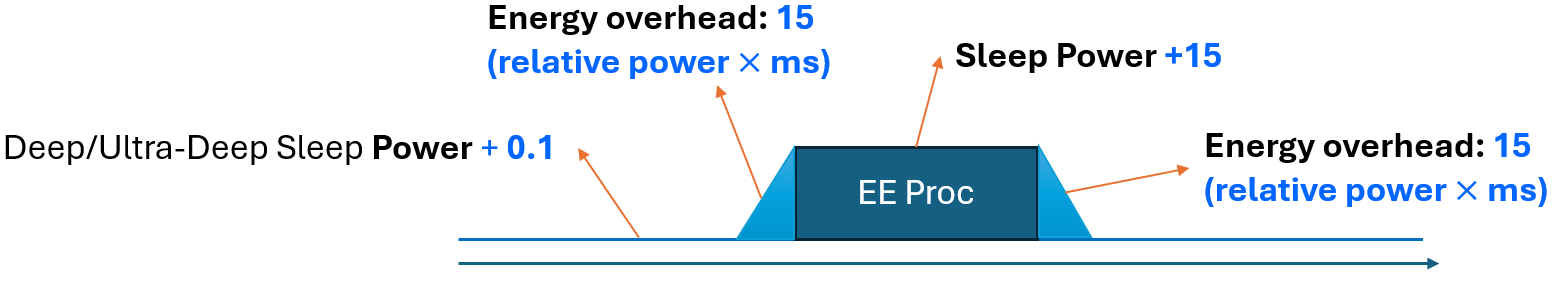 Energy overhead: 15
(relative power × ms)
Sleep Power +15
Deep/Ultra-Deep Sleep Power + 0.1
Energy overhead: 15
(relative power × ms)
EE Proc